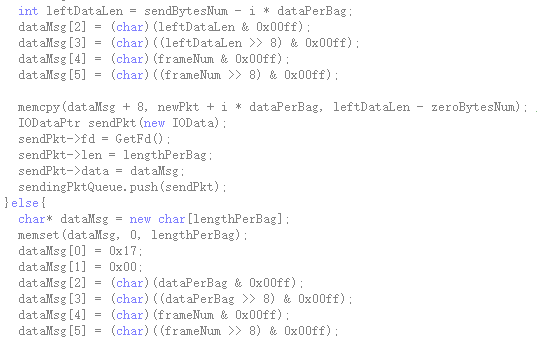 int leftDataLen = sendBytesNum - i * dataPerBag;
dataMsg[2] = (char)(leftDataLen & 0x00ff);
dataMsg[3] = (char)((leftDataLen >> 8) & 0x00ff);
dataMsg[4] = (char)(frameNum & 0x00ff);
dataMsg[5] = (char)((frameNum >> 8) & 0x00ff);
memcpy(dataMsg + 8, newPkt + i * dataPerBag, leftDataLen - zeroBytesNum);
IODataPtr sendPkt(new IOData);
sendPkt->fd = GetFd();
sendPkt->len = lengthPerBag;
sendPkt->data = dataMsg;
sendingPktQueue.push(sendPkt);
}else{
char* dataMsg = new char[lengthPerBag];
memset(dataMsg, 0, lengthPerBag);
dataMsg[0] = 0x17;
dataMsg[1] = 0x00;
dataMsg[2] = (char)(dataPerBag & 0x00ff);
dataMsg[3] = (char)((dataPerBag >> 8) & 0x00ff);
dataMsg[4] = (char)(frameNum & 0x00ff);
dataMsg[5] = (char)((frameNum >> 8) & 0x00ff);